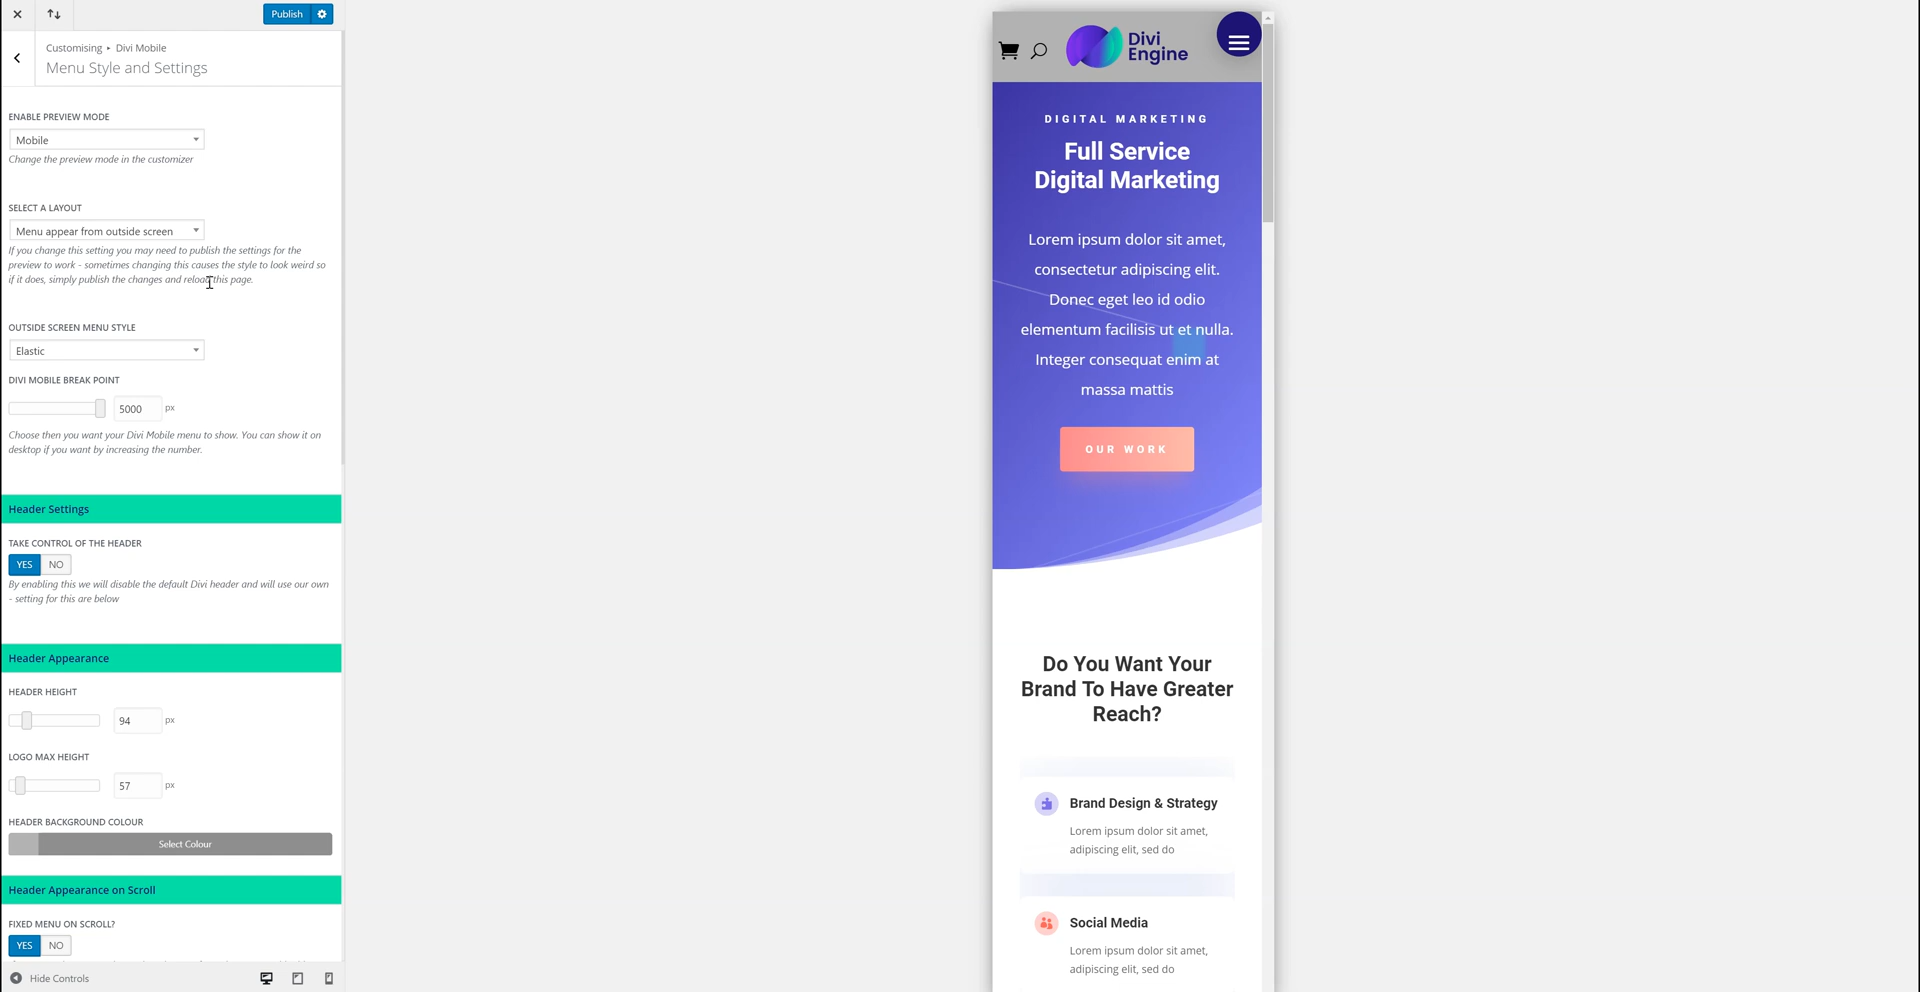 Publish
Customising ▸ Divi Mobile
Menu Style and Settings
ENABLE PREVIEW MODE
Mobile
Change the preview mode in the customizer
SELECT A LAYOUT
Menu appear from outside screen
If you change this setting you may need to publish the settings for the
preview to work - sometimes changing this causes the style to look weird so
if it does, simply publish the changes and reload this page.
OUTSIDE SCREEN MENU STYLE
Elastic
DIVI MOBILE BREAK POINT
5000 px
Choose then you want your Divi Mobile menu to show. You can show it on
desktop if you want by increasing the number.
Header Settings
TAKE CONTROL OF THE HEADER
YES NO
By enabling this we will disable the default Divi header and will use our own
- setting for this are below
Header Appearance
HEADER HEIGHT
94 px
LOGO MAX HEIGHT
57 px
HEADER BACKGROUND COLOUR
Select Colour
Header Appearance on Scroll
FIXED MENU ON SCROLL?
YES NO
Hide Controls
Divi
Engine
DIGITAL MARKETING
Full Service
Digital Marketing
Lorem ipsum dolor sit amet,
consectetur adipiscing elit.
Donec eget leo id odio
elementum facilisis ut et nulla.
Integer consequat enim at
massa mattis
OUR WORK
Do You Want Your
Brand To Have Greater
Reach?
Brand Design & Strategy
Lorem ipsum dolor sit amet,
adipiscing elit, sed do
Social Media
Lorem ipsum dolor sit amet,
adipiscing elit, sed do